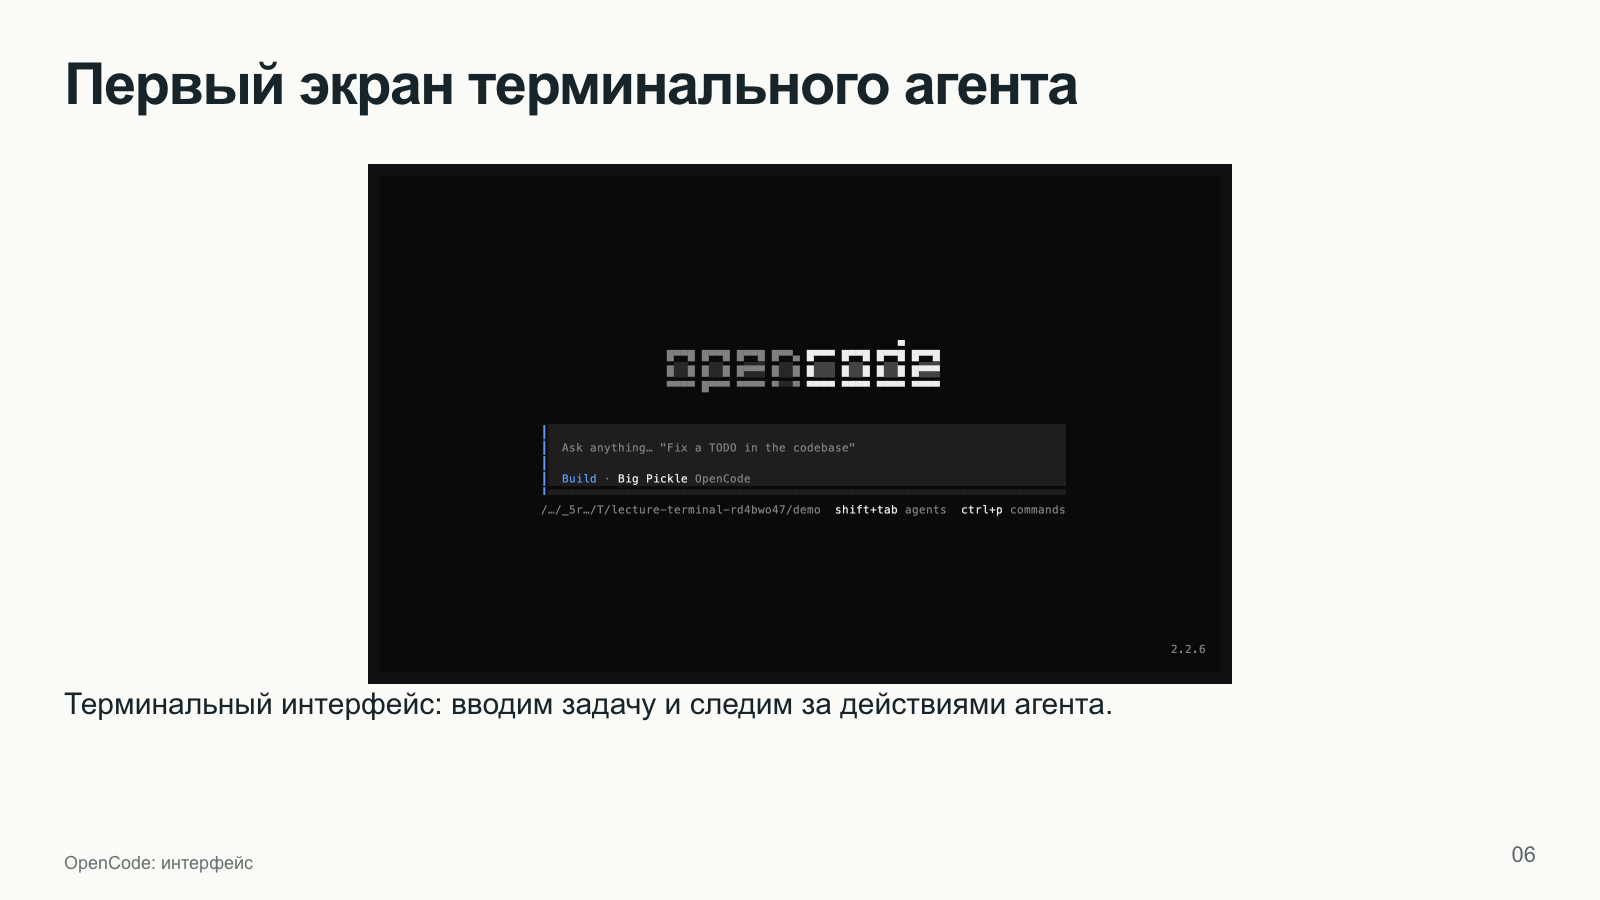 Первый экран терминального агента
opencode
Ask anything… "Fix a TODO in the codebase"
Build · Big Pickle OpenCode
/…/_5r…/T/lecture-terminal-rd4bwo47/demo shift+tab agents ctrl+p commands
2.2.6
Терминальный интерфейс: вводим задачу и следим за действиями агента.
OpenCode: интерфейс
06